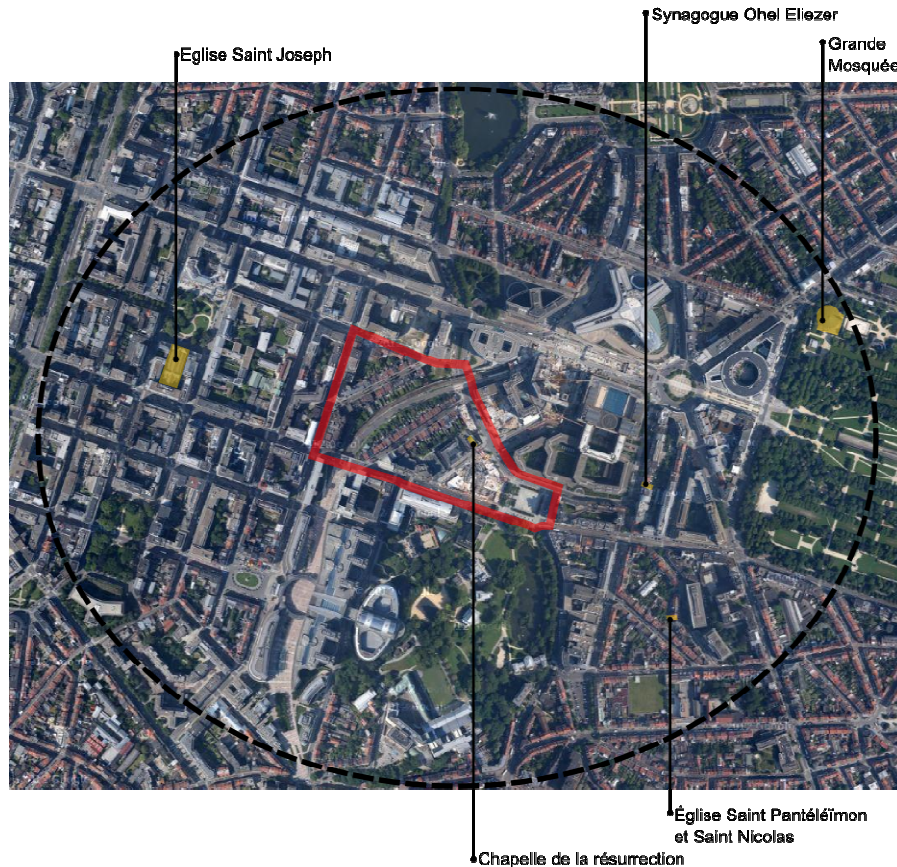 Synagogue Ohel Eliezer
Grande
Mosquée
Eglise Saint Joseph
Église Saint Pantéléïmon
et Saint Nicolas
Chapelle de la résurrection